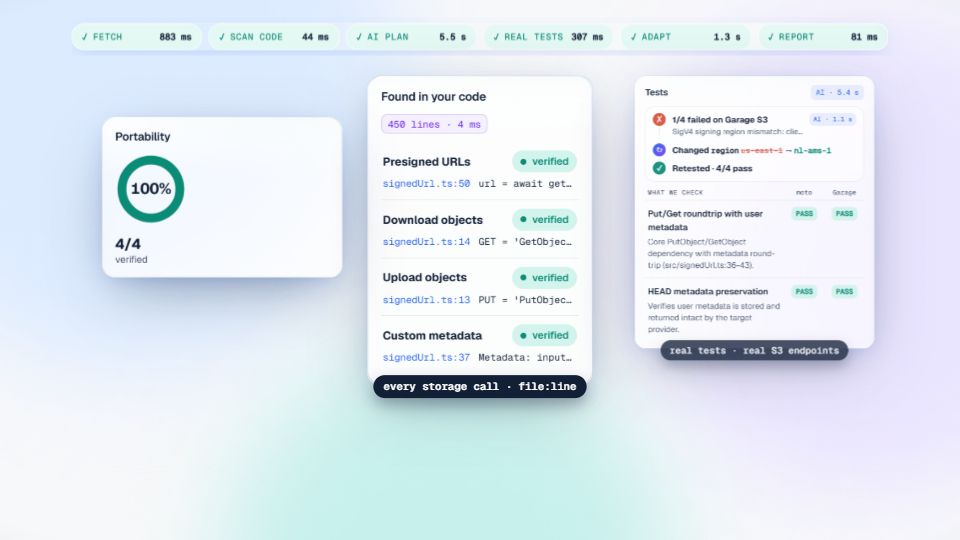 ✓ FETCH 883 ms
✓ SCAN CODE 44 ms
✓ AI PLAN 5.5 s
✓ REAL TESTS 307 ms
✓ ADAPT 1.3 s
✓ REPORT 81 ms
Portability
100%
4/4
verified
Found in your code
450 lines · 4 ms
Presigned URLs verified
signedUrl.ts:50 url = await get…
Download objects verified
signedUrl.ts:14 GET = 'GetObjec…
Upload objects verified
signedUrl.ts:13 PUT = 'PutObjec…
Custom metadata verified
signedUrl.ts:37 Metadata: input…
every storage call · file:line
Tests AI · 5.4 s
1/4 failed on Garage S3 AI · 1.3 s
SigV4 signing region mismatch: clie…
Changed region us-east-1 → nl-ams-1
Retested · 4/4 pass
WHAT WE CHECK moto Garage
Put/Get roundtrip with user PASS PASS
metadata
Core PutObject/GetObject
dependency with metadata round-
trip (src/signedUrl.ts:36–43).
HEAD metadata preservation PASS PASS
Verifies user metadata is stored and
returned intact by the target
provider.
real tests · real S3 endpoints